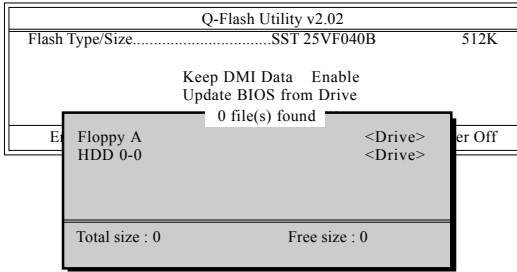 Q-Flash Utility v2.02
Flash Type/Size.................................SST 25VF040B 512K
Keep DMI Data Enable
Update BIOS from Drive
0 file(s) found
Floppy A <Drive>
HDD 0-0 <Drive>
Total size : 0 Free size : 0